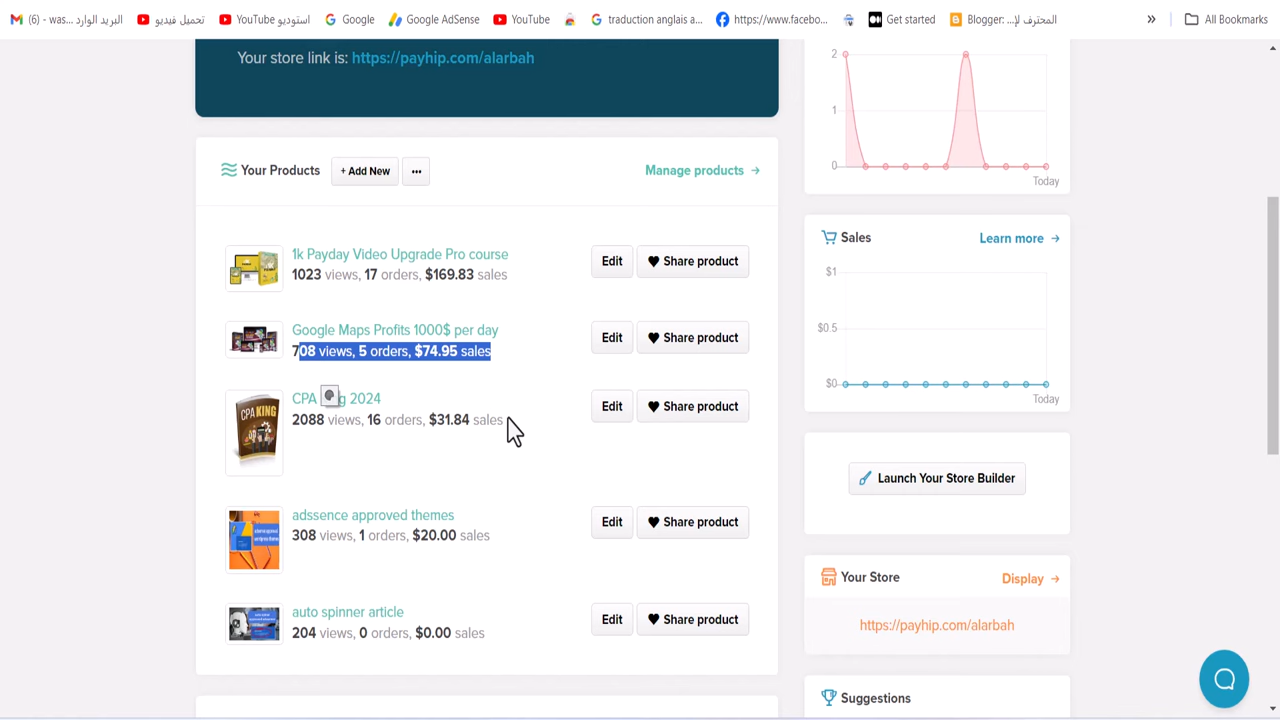 (6) - was... البريد الوارد
تحميل فيديو
YouTube استوديو
Google
Google AdSense
YouTube
traduction anglais a...
https://www.facebo...
Get started
Blogger: ...المحترف لإ
»
All Bookmarks
Your store link is: https://payhip.com/alarbah
Your Products
+ Add New
...
Manage products →
1k Payday Video Upgrade Pro course
1023 views, 17 orders, $169.83 sales
Edit
Share product
Google Maps Profits 1000$ per day
708 views, 5 orders, $74.95 sales
Edit
Share product
CPA g 2024
2088 views, 16 orders, $31.84 sales
Edit
Share product
CPA KING
adssence approved themes
308 views, 1 orders, $20.00 sales
Edit
Share product
auto spinner article
204 views, 0 orders, $0.00 sales
Edit
Share product
2
1
0
Today
Sales
Learn more →
$1
$0.5
$0
Today
Launch Your Store Builder
Your Store
Display →
https://payhip.com/alarbah
Suggestions